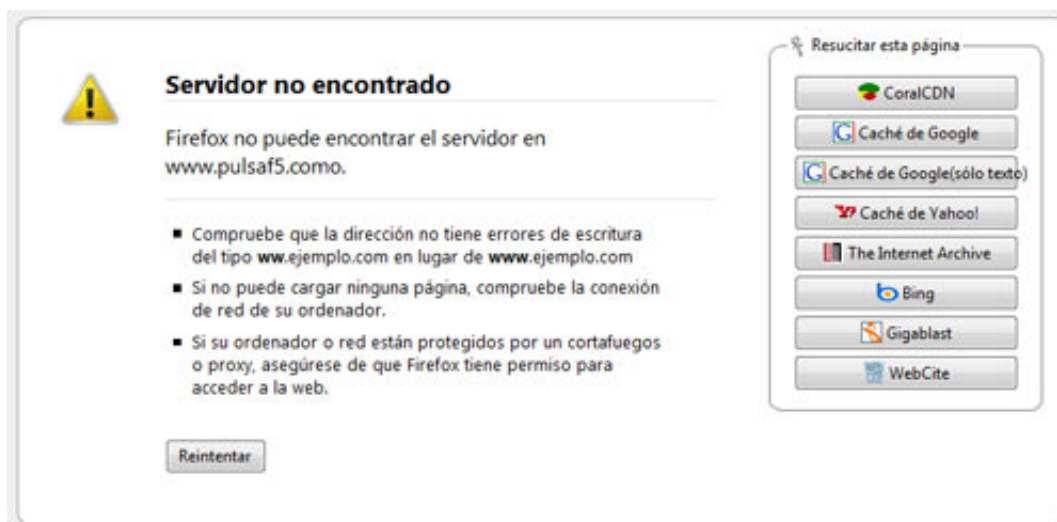 Servidor no encontrado
Firefox no puede encontrar el servidor en
www.pulsaf5.como.
Compruebe que la dirección no tiene errores de escritura
del tipo ww.ejemplo.com en lugar de www.ejemplo.com
Si no puede cargar ninguna página, compruebe la conexión
de red de su ordenador.
Si su ordenador o red están protegidos por un cortafuegos
o proxy, asegúrese de que Firefox tiene permiso para
acceder a la web.
Reintentar
Resucitar esta página
CoralCDN
Caché de Google
Caché de Google(sólo texto)
Caché de Yahoo!
The Internet Archive
Bing
Gigablast
WebCite